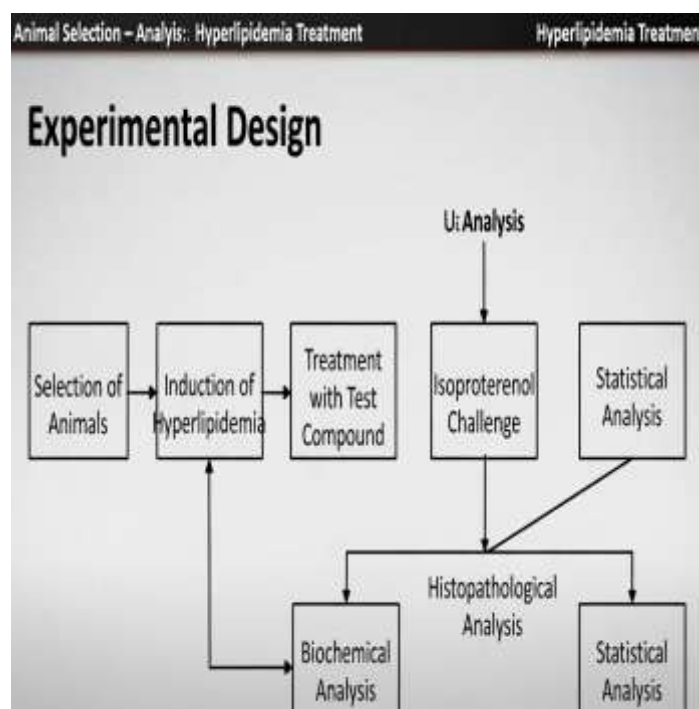 Animal Selection – Analyis:: Hyperlipidemia Treatment
Hyperlipidemia Treatmen
Experimental Design
Ui Analysis
Selection of
Animals
Induction of
Hyperlipidemia
Treatment
with Test
Compound
Isoproterenol
Challenge
Statistical
Analysis
Histopathological
Analysis
Biochemical
Analysis
Statistical
Analysis